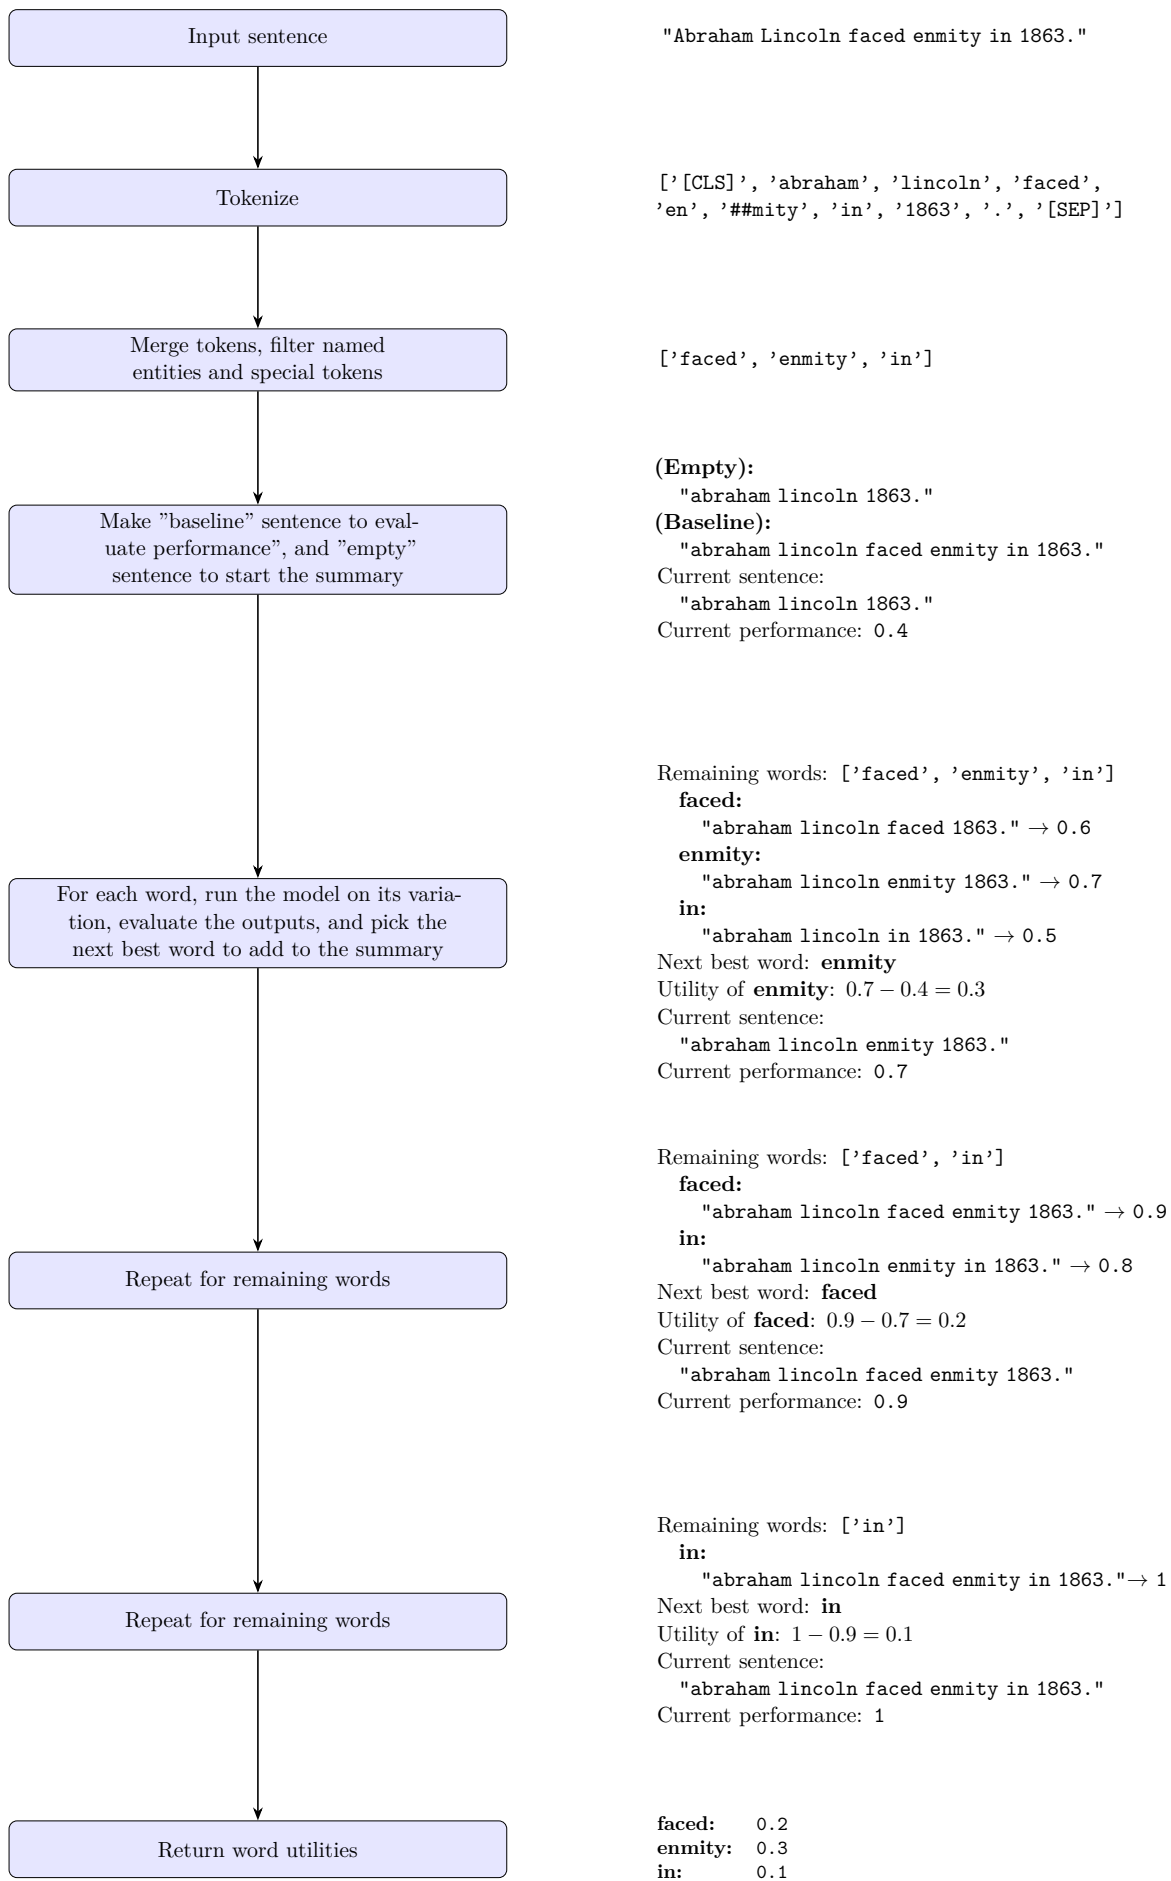 Input sentence
"Abraham Lincoln faced enmity in 1863."
Tokenize
['[CLS]', 'abraham', 'lincoln', 'faced',
'en', '##mity', 'in', '1863', '.', '[SEP]']
Merge tokens, filter named
entities and special tokens
['faced', 'enmity', 'in']
Make ”baseline” sentence to eval-
uate performance”, and ”empty”
sentence to start the summary
(Empty):
"abraham lincoln 1863."
(Baseline):
"abraham lincoln faced enmity in 1863."
Current sentence:
"abraham lincoln 1863."
Current performance: 0.4
For each word, run the model on its varia-
tion, evaluate the outputs, and pick the
next best word to add to the summary
Remaining words: ['faced', 'enmity', 'in']
faced:
"abraham lincoln faced 1863." → 0.6
enmity:
"abraham lincoln enmity 1863." → 0.7
in:
"abraham lincoln in 1863." → 0.5
Next best word: enmity
Utility of enmity: 0.7 − 0.4 = 0.3
Current sentence:
"abraham lincoln enmity 1863."
Current performance: 0.7
Repeat for remaining words
Remaining words: ['faced', 'in']
faced:
"abraham lincoln faced enmity 1863." → 0.9
in:
"abraham lincoln enmity in 1863." → 0.8
Next best word: faced
Utility of faced: 0.9 − 0.7 = 0.2
Current sentence:
"abraham lincoln faced enmity 1863."
Current performance: 0.9
Repeat for remaining words
Remaining words: ['in']
in:
"abraham lincoln faced enmity in 1863."→ 1
Next best word: in
Utility of in: 1 − 0.9 = 0.1
Current sentence:
"abraham lincoln faced enmity in 1863."
Current performance: 1
Return word utilities
faced: 0.2
enmity: 0.3
in: 0.1